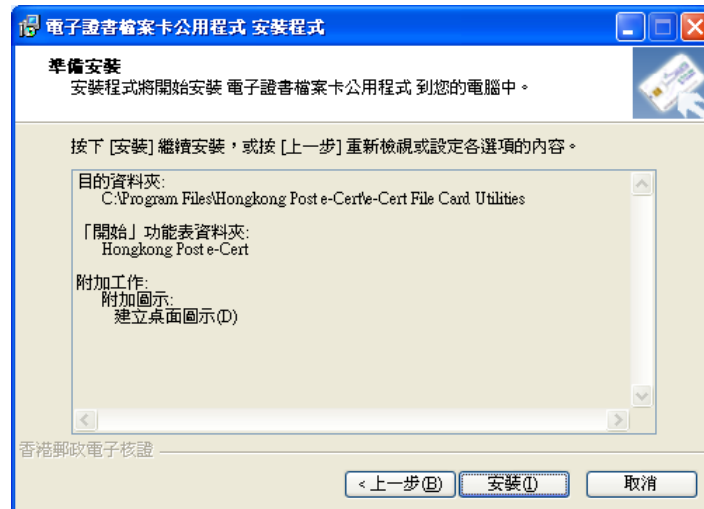 電子證書檔案卡公用程式 安裝程式
準備安裝
安裝程式將開始安裝 電子證書檔案卡公用程式 到您的電腦中。
按下 [安裝] 繼續安裝，或按 [上一步] 重新檢視或設定各選項的內容。
目的資料夾:
C:\Program Files\Hongkong Post e-Cert\e-Cert File Card Utilities
「開始」功能表資料夾:
Hongkong Post e-Cert
附加工作:
附加圖示:
建立桌面圖示(D)
香港郵政電子核證
<上一步(B)
安裝(I)
取消